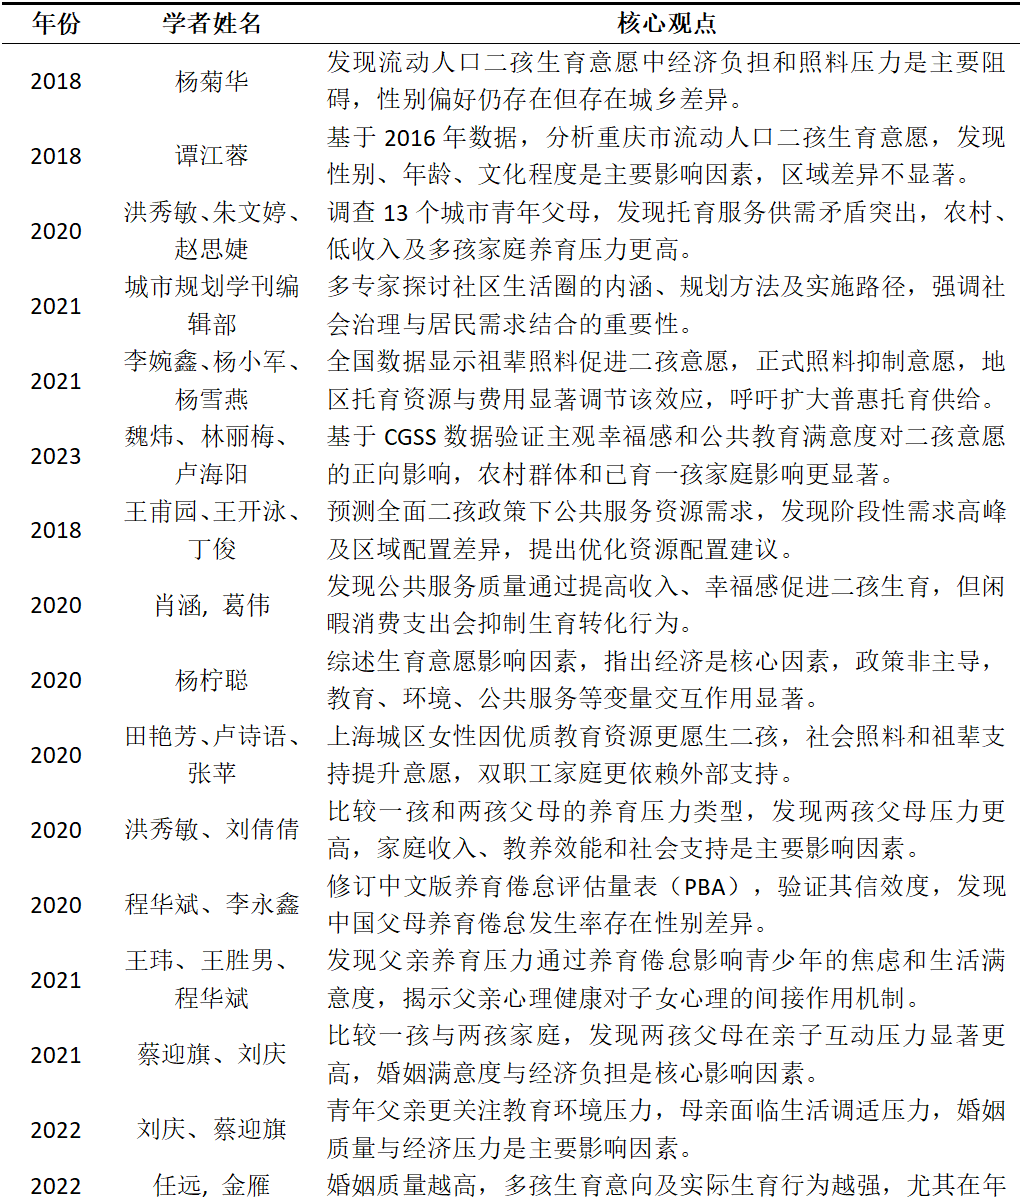 年份 学者姓名 核心观点
2018 杨菊华 发现流动人口二孩生育意愿中经济负担和照料压力是主要阻
碍，性别偏好仍存在但存在城乡差异。
2018 谭江蓉 基于 2016 年数据，分析重庆市流动人口二孩生育意愿，发现
性别、年龄、文化程度是主要影响因素，区域差异不显著。
2020 洪秀敏、朱文婷、
赵思婕
调查 13 个城市青年父母，发现托育服务供需矛盾突出，农村、
低收入及多孩家庭养育压力更高。
2021 城市规划学刊编
辑部
多专家探讨社区生活圈的内涵、规划方法及实施路径，强调社
会治理与居民需求结合的重要性。
2021 李婉鑫、杨小军、
杨雪燕
全国数据显示祖辈照料促进二孩意愿，正式照料抑制意愿，地
区托育资源与费用显著调节该效应，呼吁扩大普惠托育供给。
2023 魏炜、林丽梅、
卢海阳
基于 CGSS 数据验证主观幸福感和公共教育满意度对二孩意愿
的正向影响，农村群体和已育一孩家庭影响更显著。
2018 王甫园、王开泳、
丁俊
预测全面二孩政策下公共服务资源需求，发现阶段性需求高峰
及区域配置差异，提出优化资源配置建议。
2020 肖涵, 葛伟 发现公共服务质量通过提高收入、幸福感促进二孩生育，但闲
暇消费支出会抑制生育转化行为。
2020 杨柠聪 综述生育意愿影响因素，指出经济是核心因素，政策非主导，
教育、环境、公共服务等变量交互作用显著。
2020 田艳芳、卢诗语、
张苹
上海城区女性因优质教育资源更愿生二孩，社会照料和祖辈支
持提升意愿，双职工家庭更依赖外部支持。
2020 洪秀敏、刘倩倩 比较一孩和两孩父母的养育压力类型，发现两孩父母压力更
高，家庭收入、教养效能和社会支持是主要影响因素。
2020 程华斌、李永鑫 修订中文版养育倦怠评估量表（PBA），验证其信效度，发现
中国父母养育倦怠发生率存在性别差异。
2021 王玮、王胜男、
程华斌
发现父亲养育压力通过养育倦怠影响青少年的焦虑和生活满
意度，揭示父亲心理健康对子女心理的间接作用机制。
2021 蔡迎旗、刘庆 比较一孩与两孩家庭，发现两孩父母在亲子互动压力显著更
高，婚姻满意度与经济负担是核心影响因素。
2022 刘庆、蔡迎旗 青年父亲更关注教育环境压力，母亲面临生活调适压力，婚姻
质量与经济压力是主要影响因素。
2022 任远, 金雁 婚姻质量越高，多孩生育意向及实际生育行为越强，尤其在年